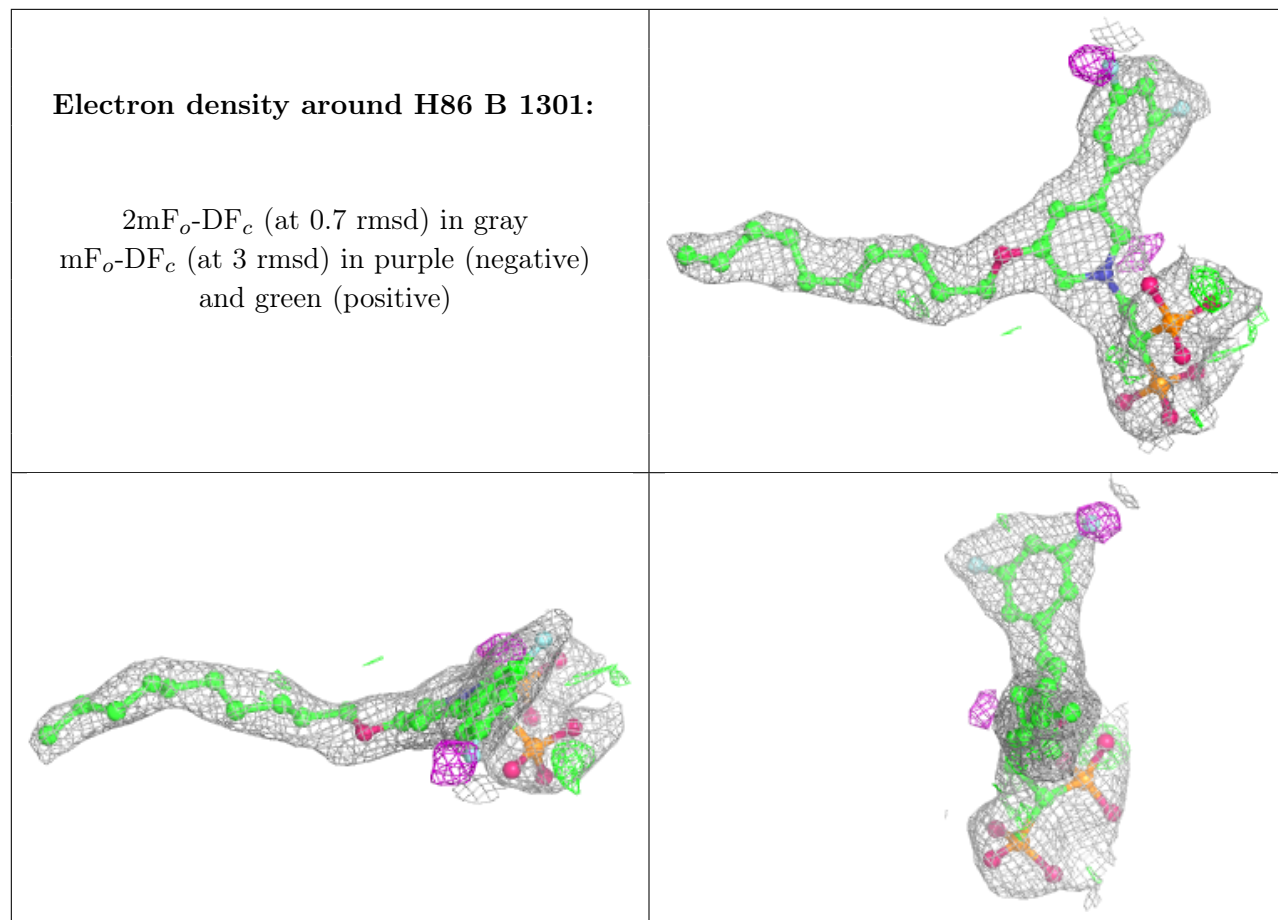 Electron density around H86 B 1301:
2mFo-DFc (at 0.7 rmsd) in gray
mFo-DFc (at 3 rmsd) in purple (negative)
and green (positive)